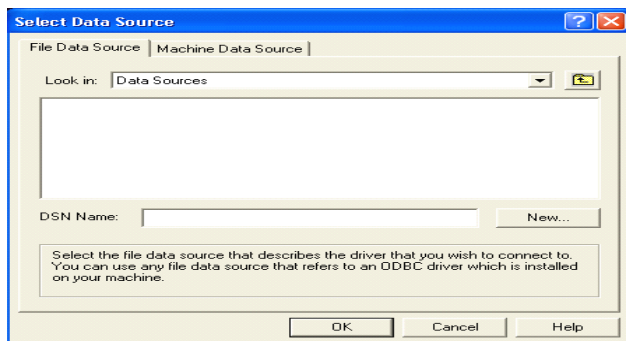 Select Data Source
File Data Source Machine Data Source
Look in: Data Sources
DSN Name: New...
Select the file data source that describes the driver that you wish to connect to.
You can use any file data source that refers to an ODBC driver which is installed
on your machine.
OK Cancel Help